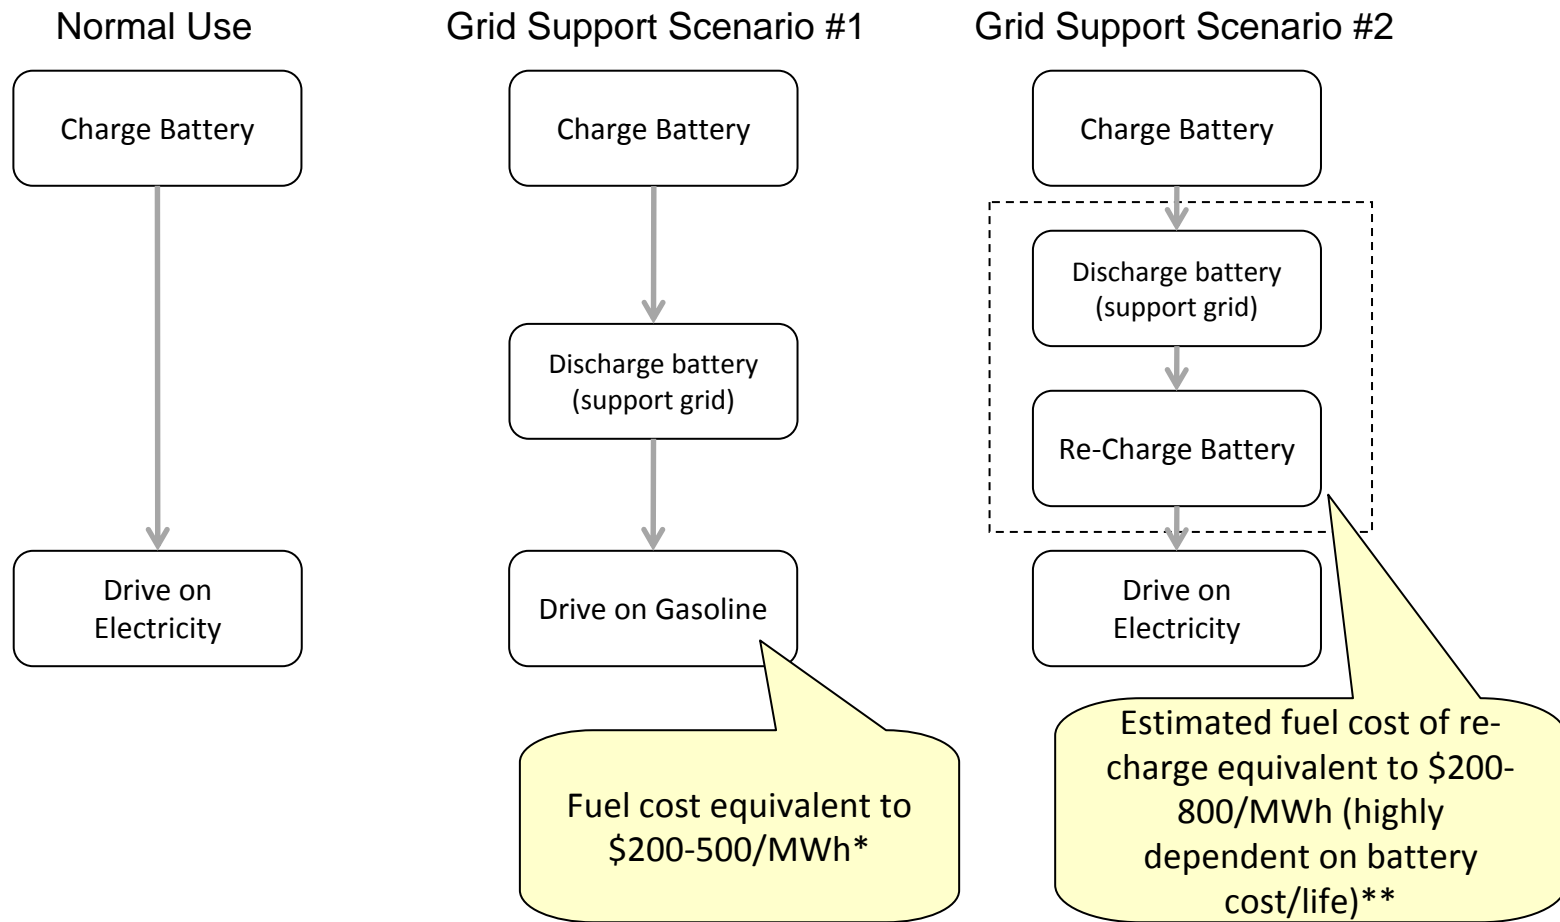 Normal Use
Charge Battery
Drive on
Electricity
Grid Support Scenario #1
Charge Battery
Discharge battery
(support grid)
Drive on Gasoline
Fuel cost equivalent to
$200-500/MWh*
Grid Support Scenario #2
Charge Battery
Discharge battery
(support grid)
Re-Charge Battery
Drive on
Electricity
Estimated fuel cost of re-
charge equivalent to $200-
800/MWh (highly
dependent on battery
cost/life)**